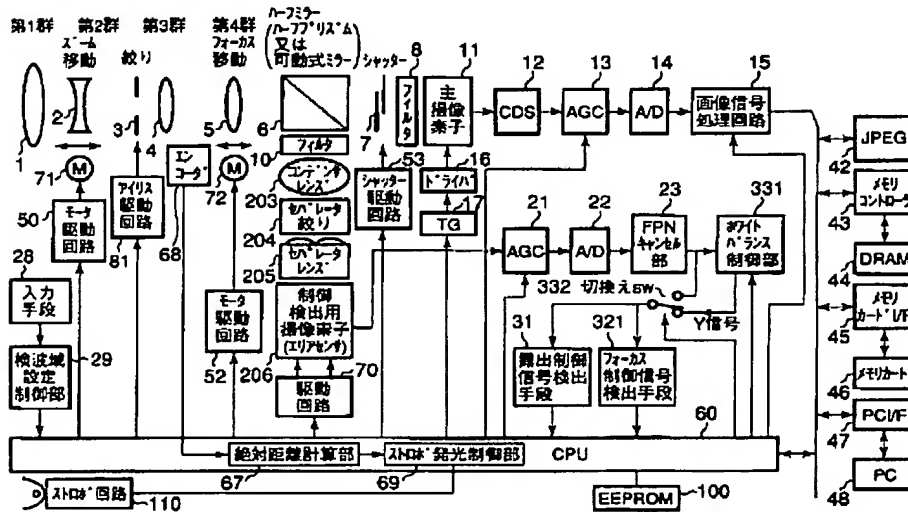 第1群
第2群
第3群
第4群
ズーム
移動
絞り
フォーカス
移動
ハーフミラー
ハーフプリズム
又は
可動式ミラー
シャッター
8
フィルタ
11
主
撮像
素子
12
CDS
13
AGC
14
A/D
15
画像信号
処理回路
1
2
3
4
5
6
7
M
71
M
72
エン
コーダ
10
フィルタ
53
203
コンデンサ
レンズ
シャッター
駆動
回路
16
ドライバ
17
TG
50
モータ
駆動
回路
アイリス
駆動
回路
81
68
204
セパレータ
絞り
205
セパレータ
レンズ
21
AGC
22
A/D
23
FPN
キャンセル
部
331
ホワイト
バランス
制御部
JPEG
42
メモリ
コントローラ
43
DRAM
44
メモリ
カードI/F
45
メモリカード
46
PCI/F
47
PC
48
28
入力
手段
検波域
設定
制御部
29
モータ
駆動
回路
52
制御
検出用
撮像素子
(エリアセンサ)
206
70
駆動
回路
332
切換えSW
Y信号
31
露出制御
信号検出
手段
321
フォーカス
制御信号
検出手段
60
絶対距離計算部
67
ストロボ発光制御部
69
CPU
ストロボ回路
110
EEPROM
100